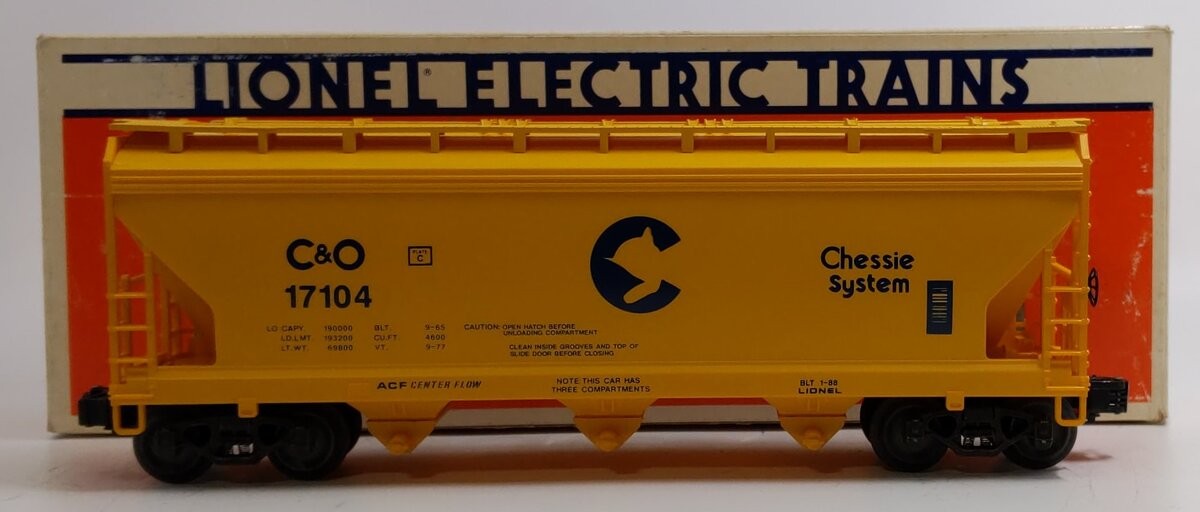 LIONEL® ELECTRIC TRAINS
C&O
17104
PLATE
C
Chessie
System
LD. CAPY. 190000 BLT. 9-65
LD. LMT. 193200 CU.FT. 4600
LT. WT. 69800 VT. 9-77
CAUTION: OPEN HATCH BEFORE
UNLOADING COMPARTMENT
CLEAN INSIDE GROOVES AND TOP OF
SLIDE DOOR BEFORE CLOSING
ACF CENTER FLOW
NOTE: THIS CAR HAS
THREE COMPARTMENTS
BLT 1-88
LIONEL